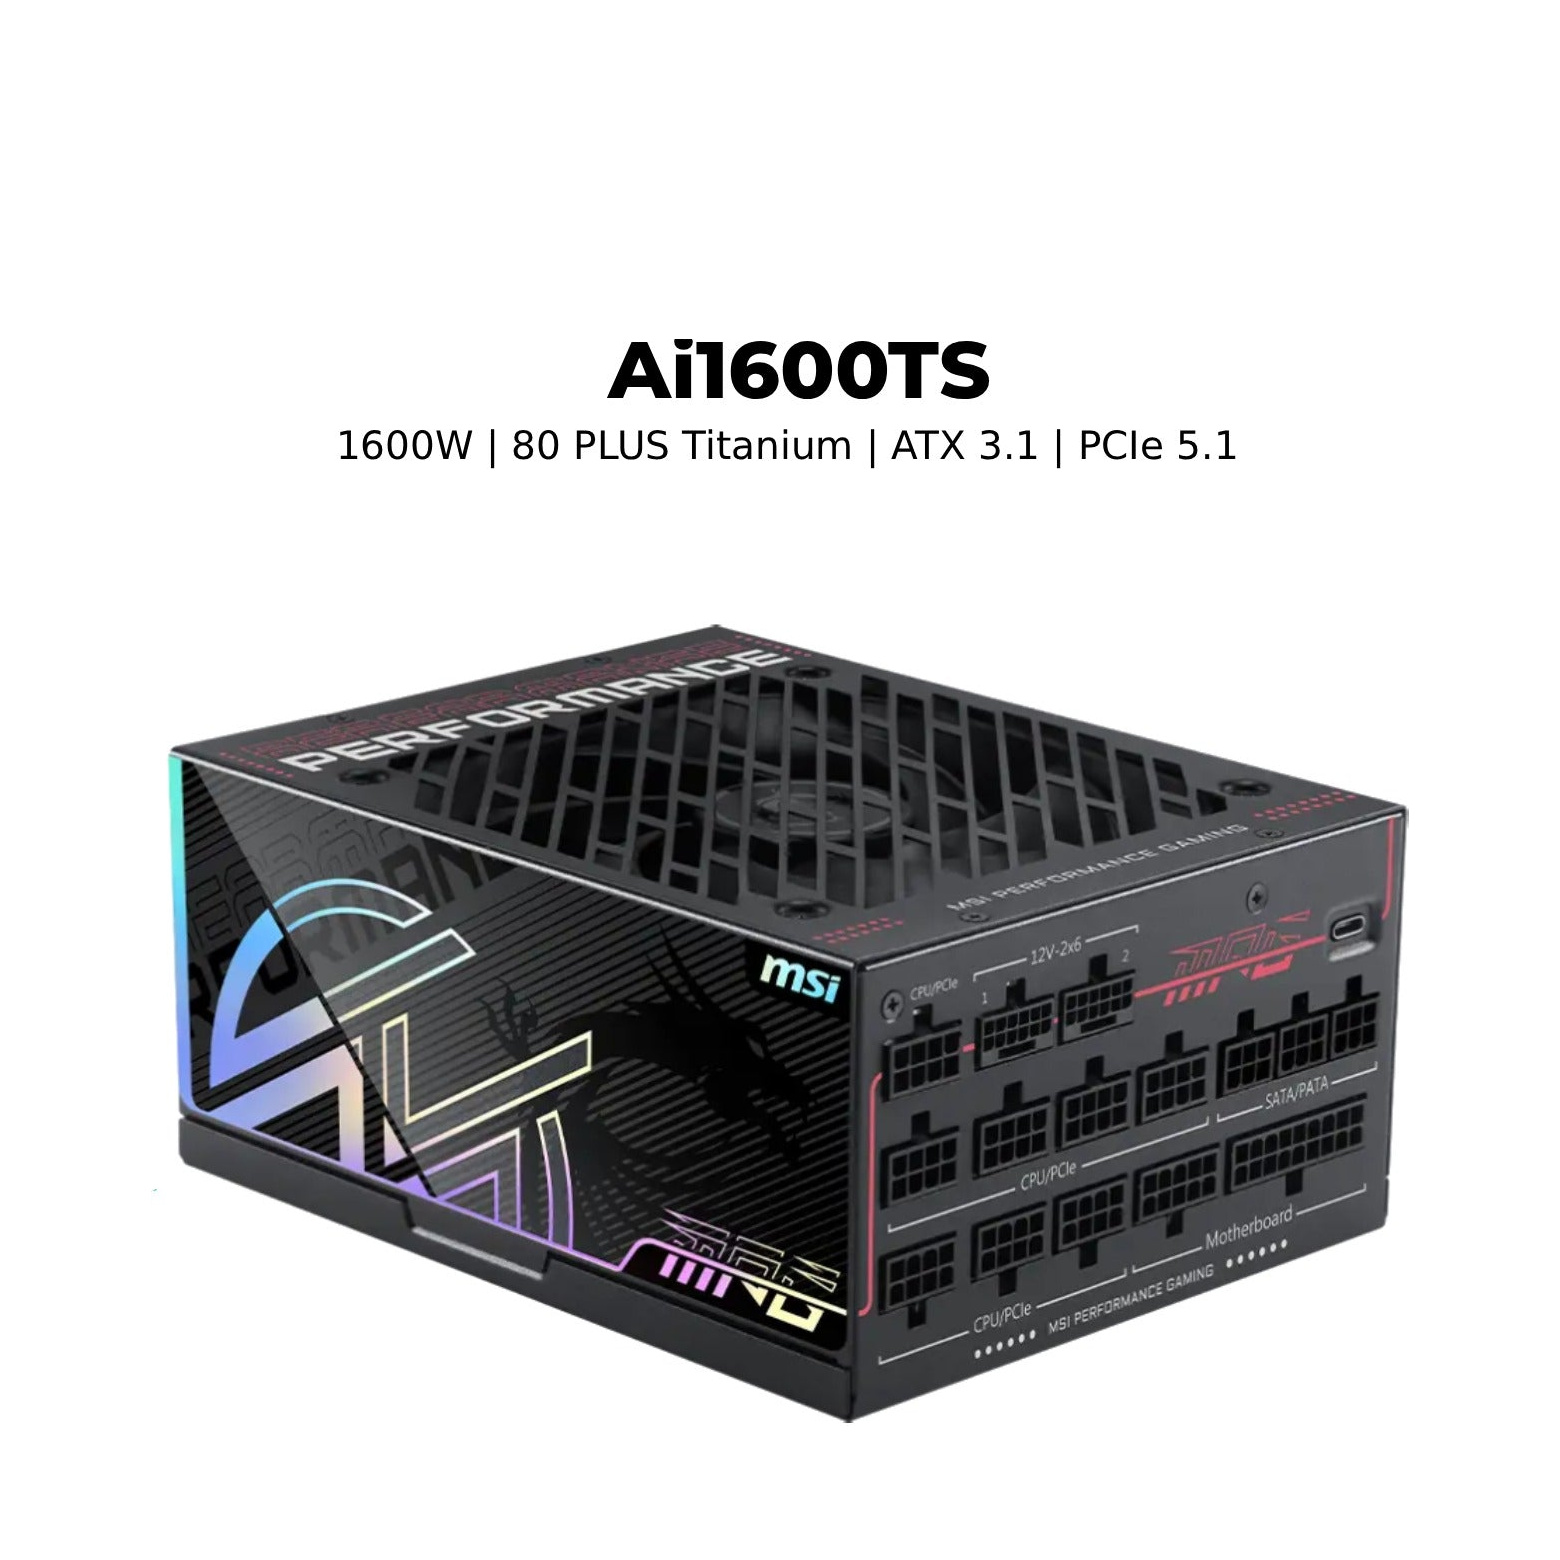 Ai1600TS
1600W | 80 PLUS Titanium | ATX 3.1 | PCIe 5.1
PERFORMANCE
MSI PERFORMANCE GAMING
msi
12V-2x6
CPU/PCIe
1
2
SATA/PATA
CPU/PCIe
Motherboard
CPU/PCIe
MSI PERFORMANCE GAMING